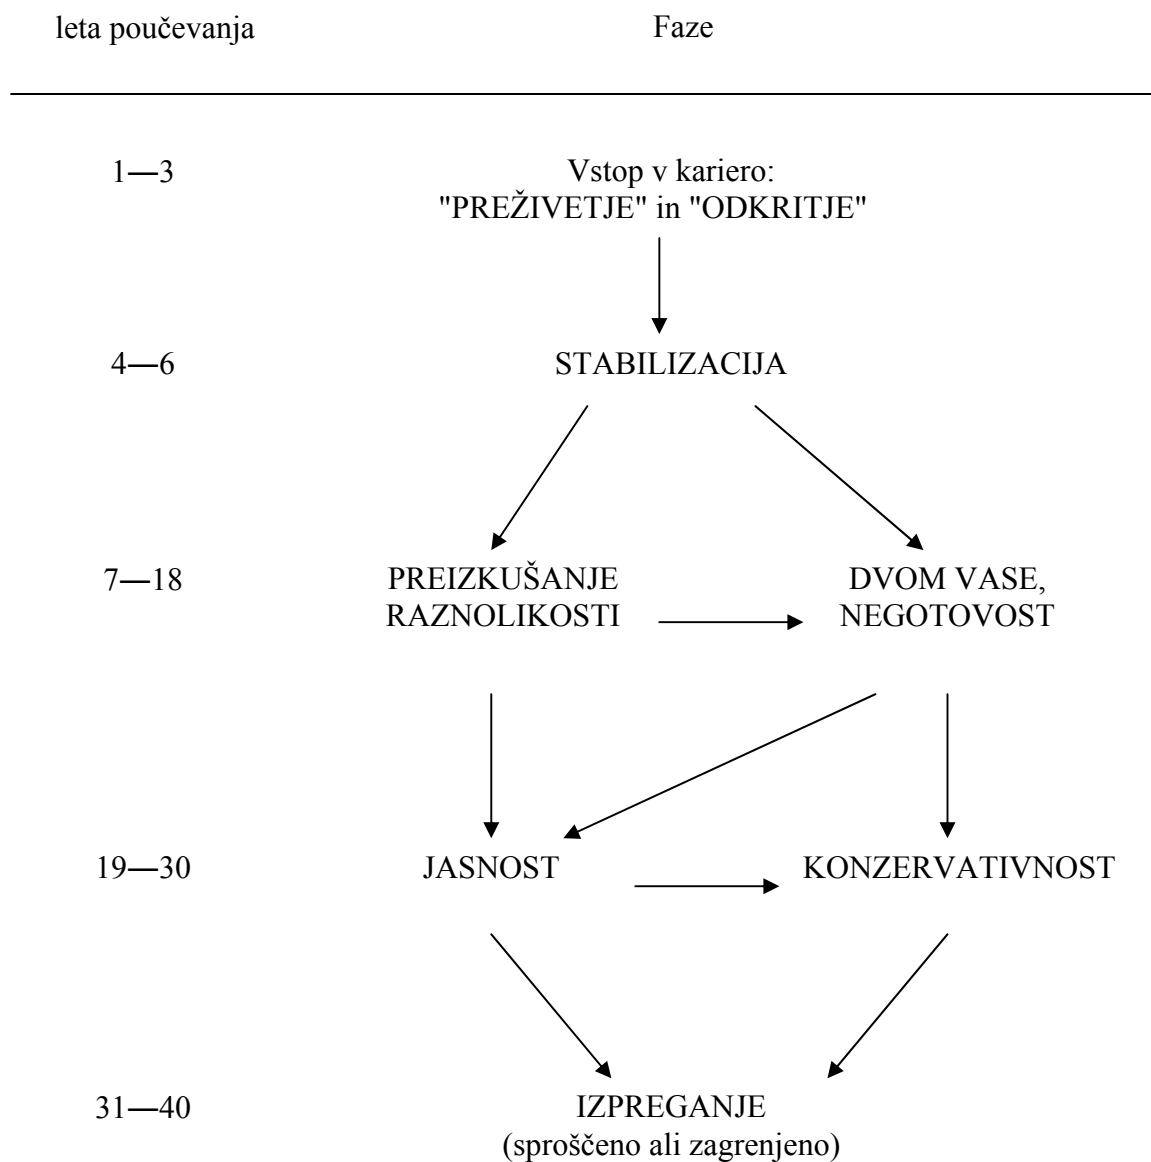 leta poučevanja Faze
1—3 Vstop v kariero:
"PREŽIVETJE" in "ODKRITJE"
4—6 STABILIZACIJA
7—18 PREIZKUŠANJE DVOM VASE,
RAZNOLIKOSTI NEGOTOVOST
19—30 JASNOST KONZERVATIVNOST
31—40 IZPREGANJE
(sproščeno ali zagrenjeno)